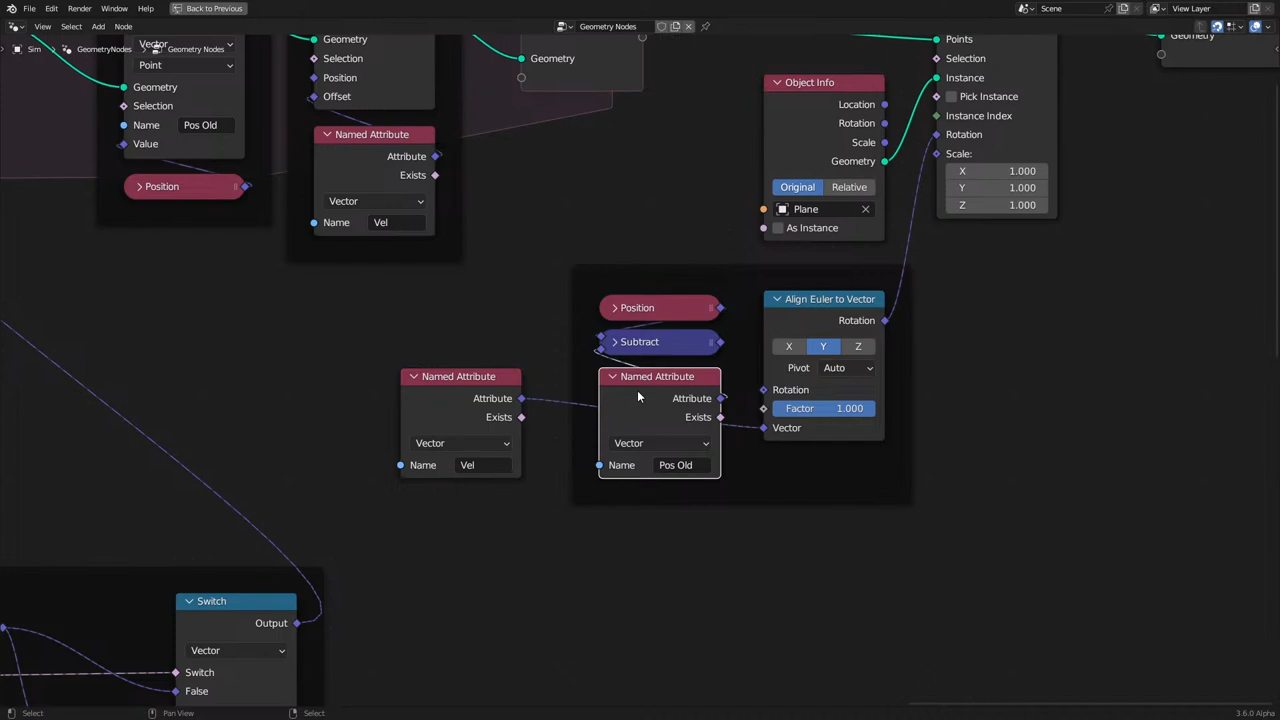 File Edit Render Window Help Back to Previous Scene View Layer
View Select Add Node Geometry Nodes
Sim GeometryNodes Geometry Nodes
Vector
Point
Geometry
Selection
Name Pos Old
Value
Position
Geometry
Selection
Position
Offset
Named Attribute
Attribute
Exists
Vector
Name Vel
Geometry
Object Info
Location
Rotation
Scale
Geometry
Original Relative
Plane
As Instance
Points
Selection
Instance
Pick Instance
Instance Index
Rotation
Scale:
X 1.000
Y 1.000
Z 1.000
Geometry
Position
Subtract
Named Attribute
Attribute
Exists
Vector
Name Pos Old
Align Euler to Vector
Rotation
X Y Z
Pivot Auto
Rotation
Factor 1.000
Vector
Named Attribute
Attribute
Exists
Vector
Name Vel
Switch
Output
Vector
Switch
False
Select Pan View Select 3.6.0 Alpha